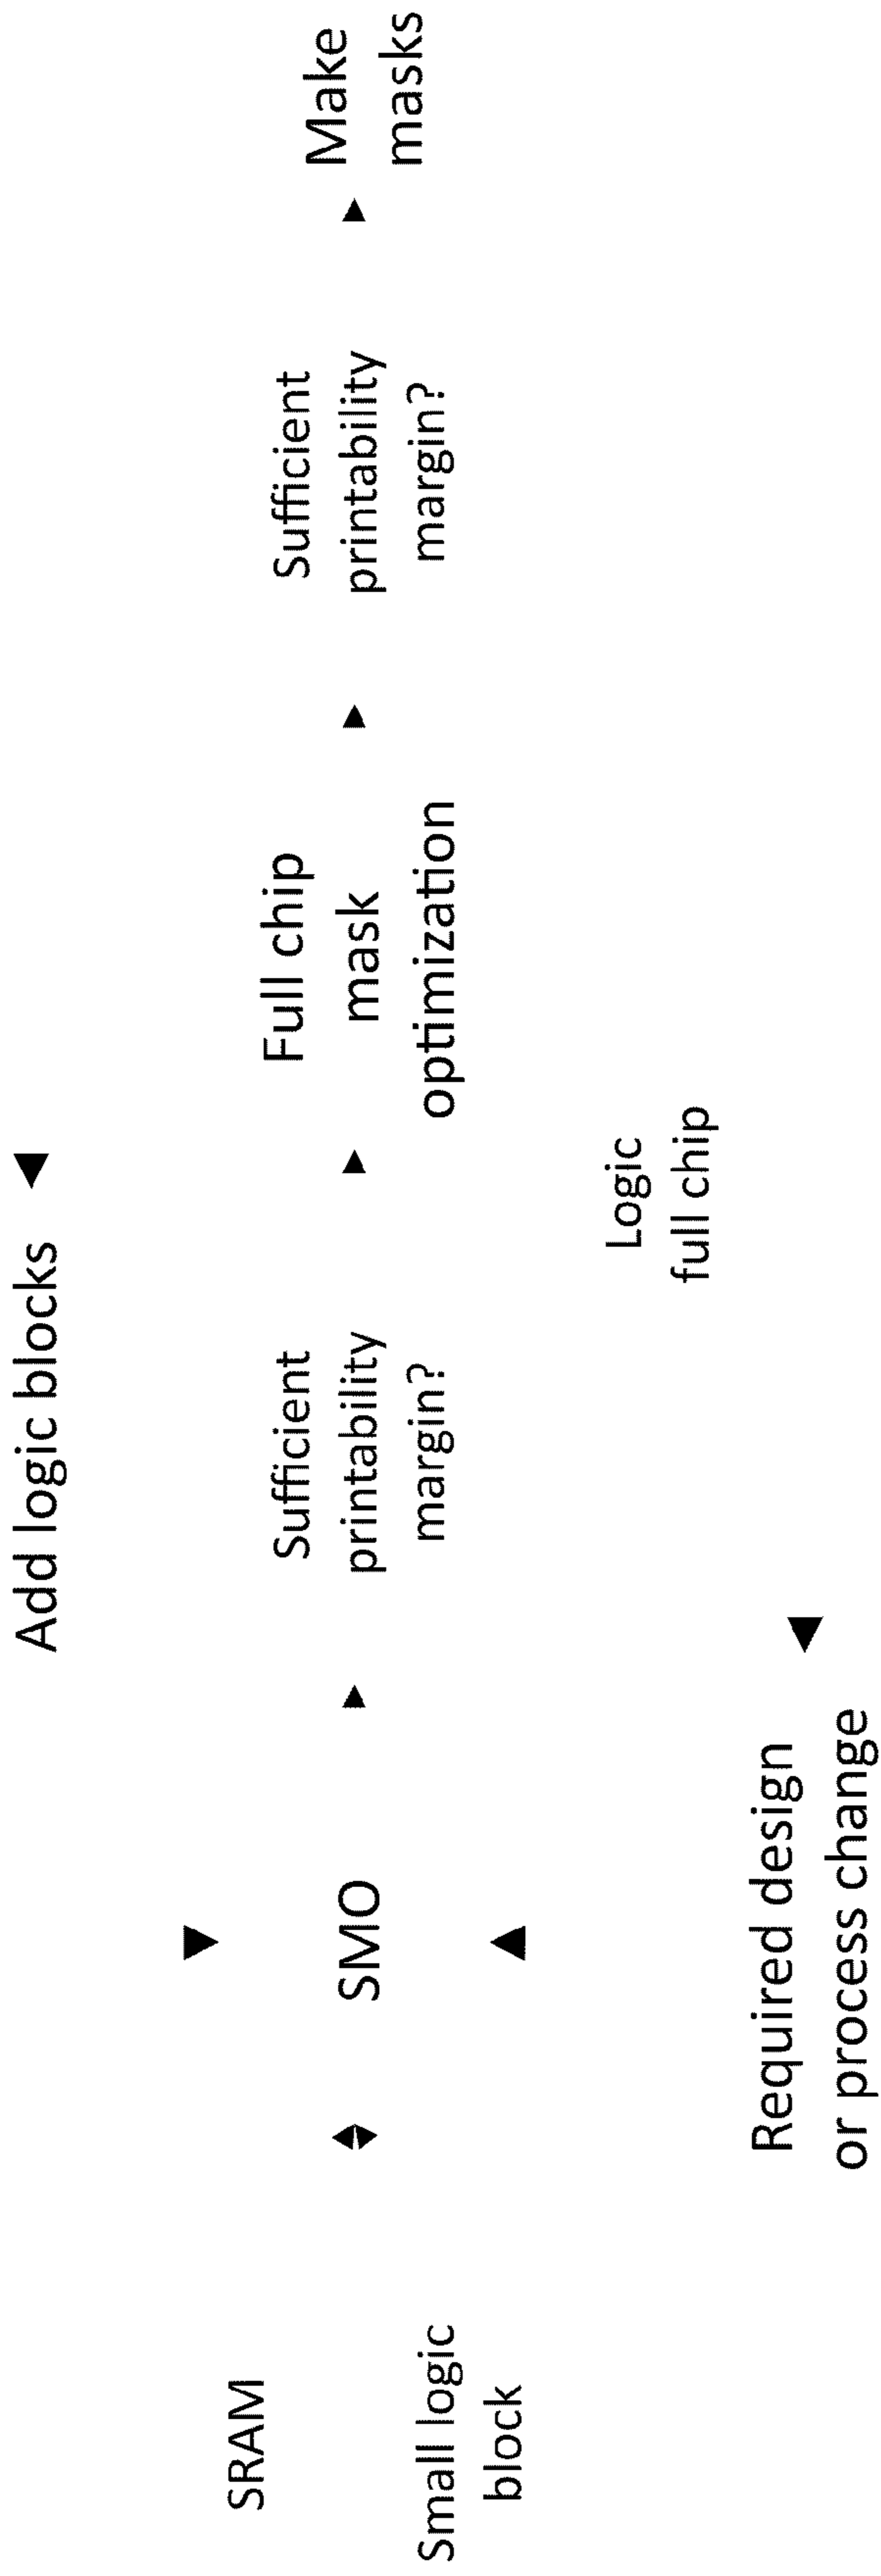 Add logic blocks
SRAM
Small logic
block
SMO
Sufficient
printability
margin?
Full chip
mask
optimization
Sufficient
printability
margin?
Make
masks
Logic
full chip
Required design
or process change